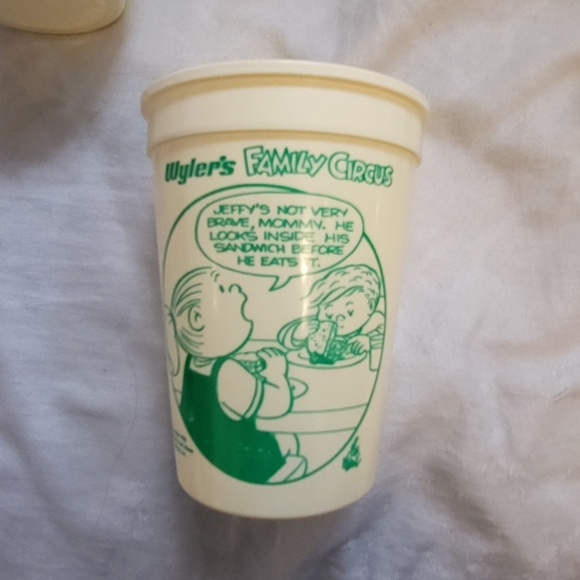 Wyler's FAMILY CIRCUS
JEFFY'S NOT VERY
BRAVE, MOMMY. HE
LOOKS INSIDE HIS
SANDWICH BEFORE
HE EATS IT.